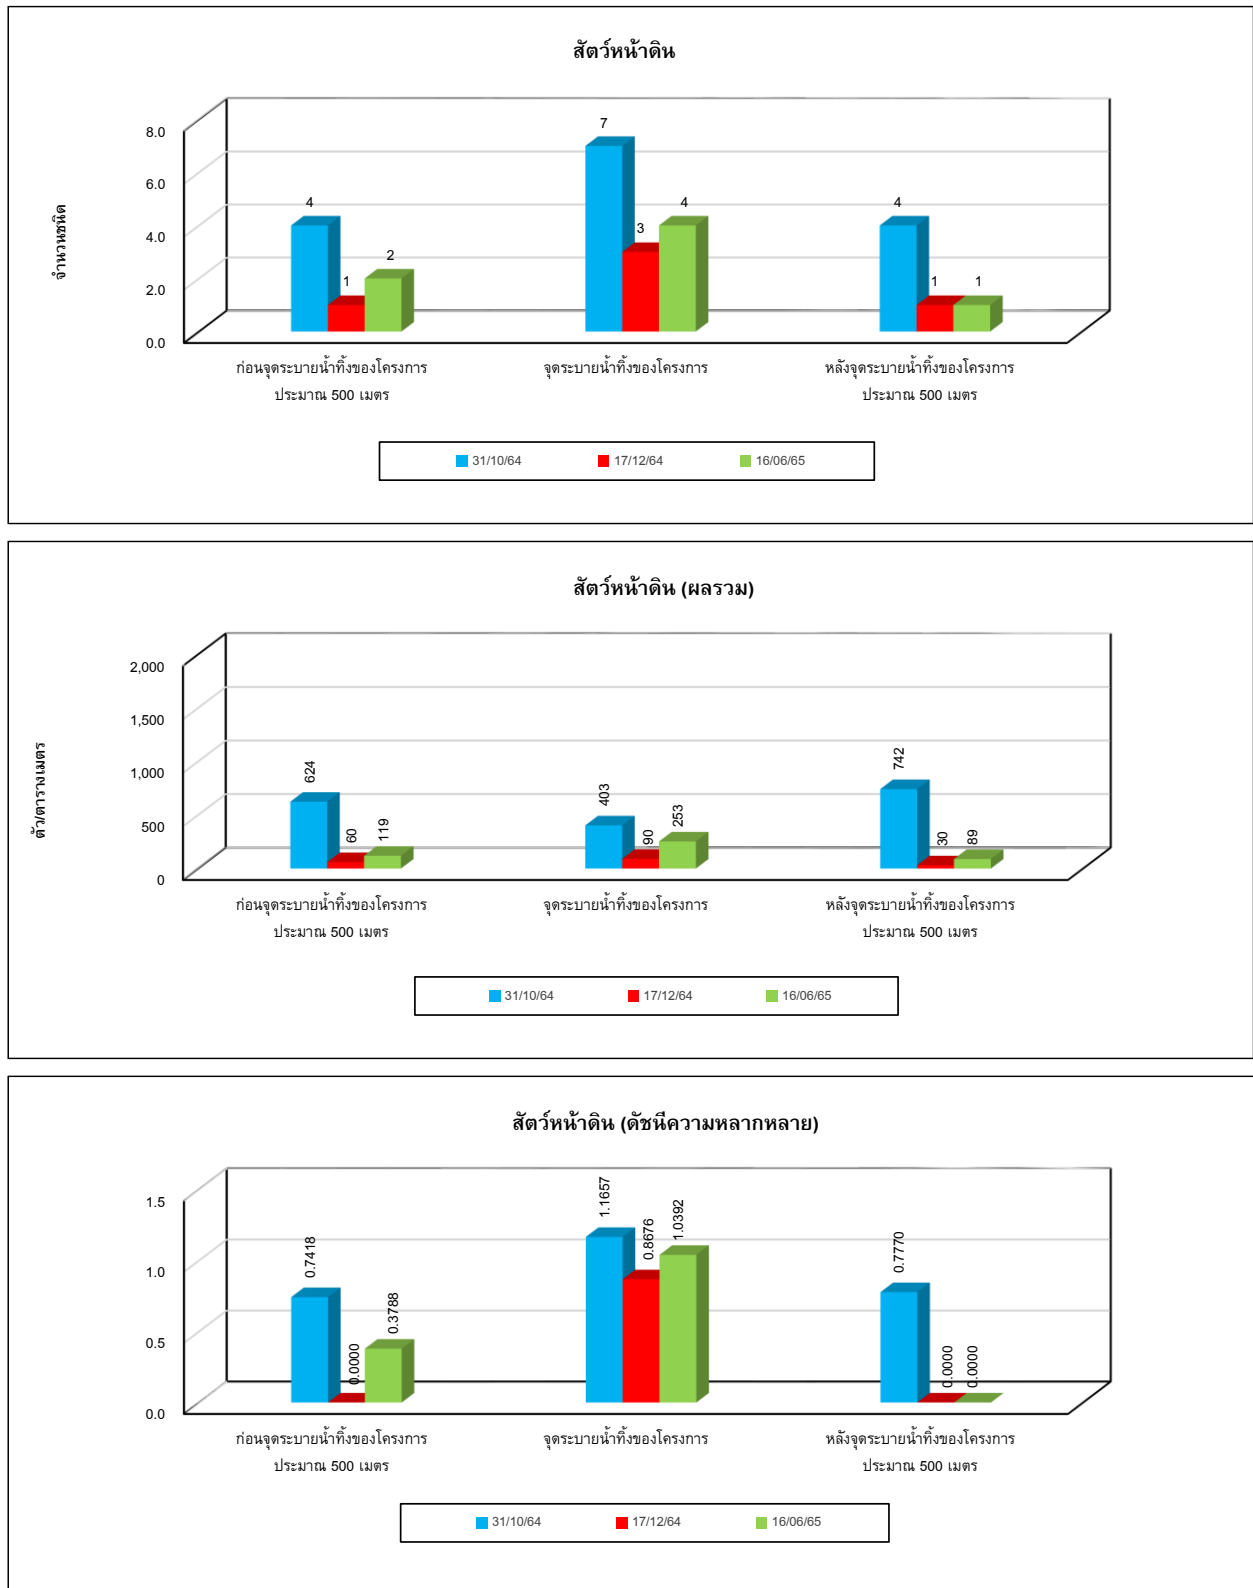 สัตว์หน้าดิน
จำนวนชนิด
8.0
6.0
4.0
2.0
0.0
4
1
2
7
3
4
4
1
1
ก่อนจุดระบายน้ำทิ้งของโครงการ
ประมาณ 500 เมตร
จุดระบายน้ำทิ้งของโครงการ
หลังจุดระบายน้ำทิ้งของโครงการ
ประมาณ 500 เมตร
31/10/64 17/12/64 16/06/65
สัตว์หน้าดิน (ผลรวม)
ตัว/ตารางเมตร
2,000
1,500
1,000
500
0
624
60
119
403
90
253
742
30
89
ก่อนจุดระบายน้ำทิ้งของโครงการ
ประมาณ 500 เมตร
จุดระบายน้ำทิ้งของโครงการ
หลังจุดระบายน้ำทิ้งของโครงการ
ประมาณ 500 เมตร
31/10/64 17/12/64 16/06/65
สัตว์หน้าดิน (ดัชนีความหลากหลาย)
1.5
1.0
0.5
0.0
0.7418
0.0000
0.3788
1.1657
0.8676
1.0392
0.7770
0.0000
0.0000
ก่อนจุดระบายน้ำทิ้งของโครงการ
ประมาณ 500 เมตร
จุดระบายน้ำทิ้งของโครงการ
หลังจุดระบายน้ำทิ้งของโครงการ
ประมาณ 500 เมตร
31/10/64 17/12/64 16/06/65